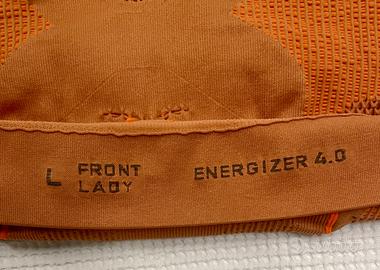 L FRONT ENERGIZER 4.0
LADY